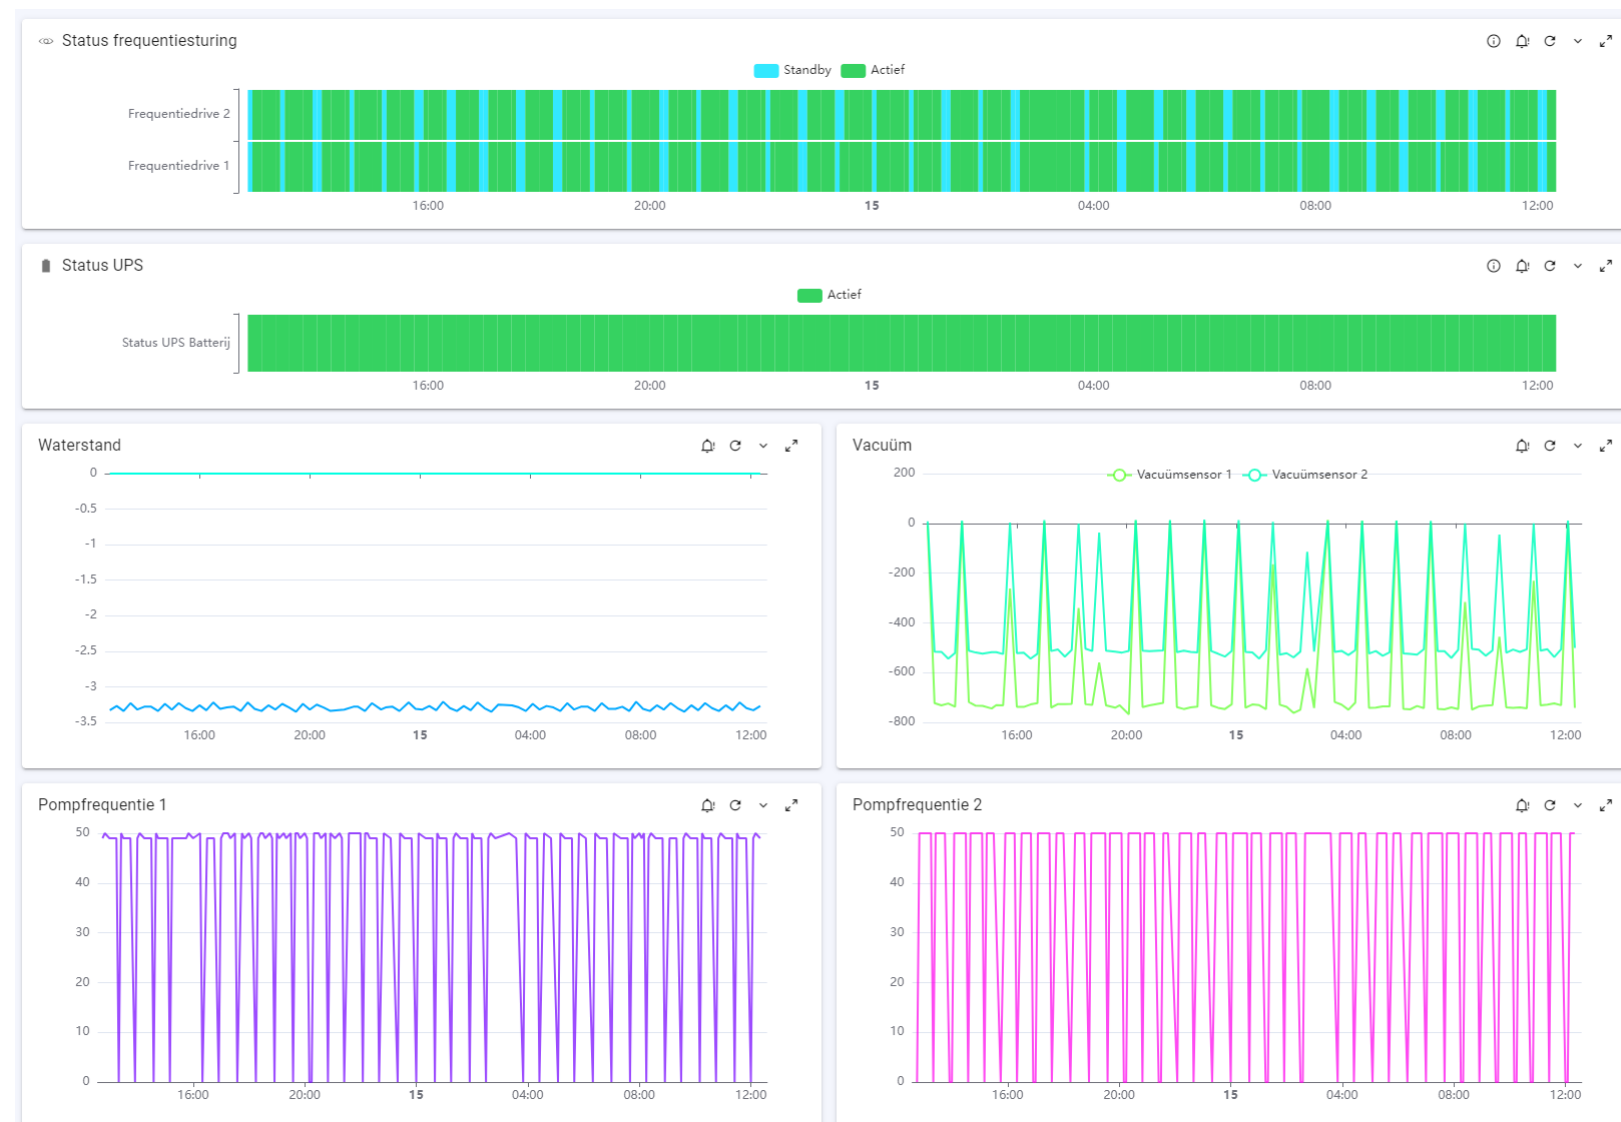 Status frequentiesturing
Standby Actief
Frequentiedrive 2
Frequentiedrive 1
16:00 20:00 15 04:00 08:00 12:00
Status UPS
Actief
Status UPS Batterij
16:00 20:00 15 04:00 08:00 12:00
Waterstand
0
-0.5
-1
-1.5
-2
-2.5
-3
-3.5
16:00 20:00 15 04:00 08:00 12:00
Vacuüm
Vacuümsensor 1 Vacuümsensor 2
200
0
-200
-400
-600
-800
16:00 20:00 15 04:00 08:00 12:00
Pompfrequentie 1
50
40
30
20
10
0
16:00 20:00 15 04:00 08:00 12:00
Pompfrequentie 2
50
40
30
20
10
0
16:00 20:00 15 04:00 08:00 12:00